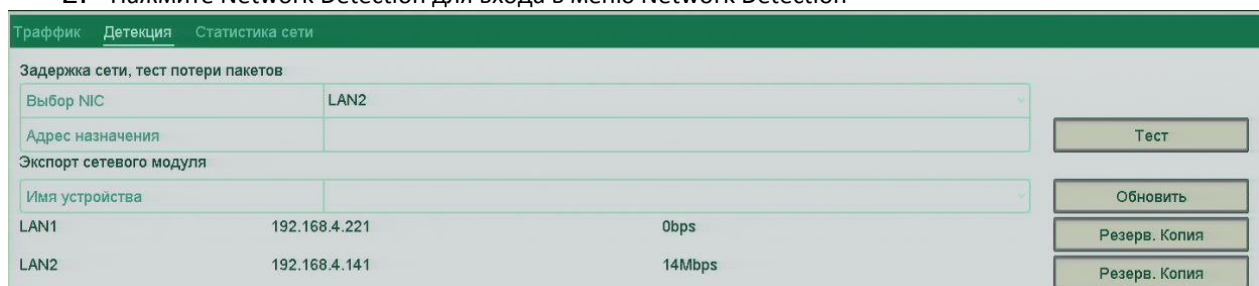 2. Нажмите Network Detection для входа в меню Network Detection
Траффик Детекция Статистика сети
Задержка сети, тест потери пакетов
Выбор NIC LAN2
Адрес назначения Тест
Экспорт сетевого модуля
Имя устройства Обновить
LAN1 192.168.4.221 0bps Резерв. Копия
LAN2 192.168.4.141 14Mbps Резерв. Копия